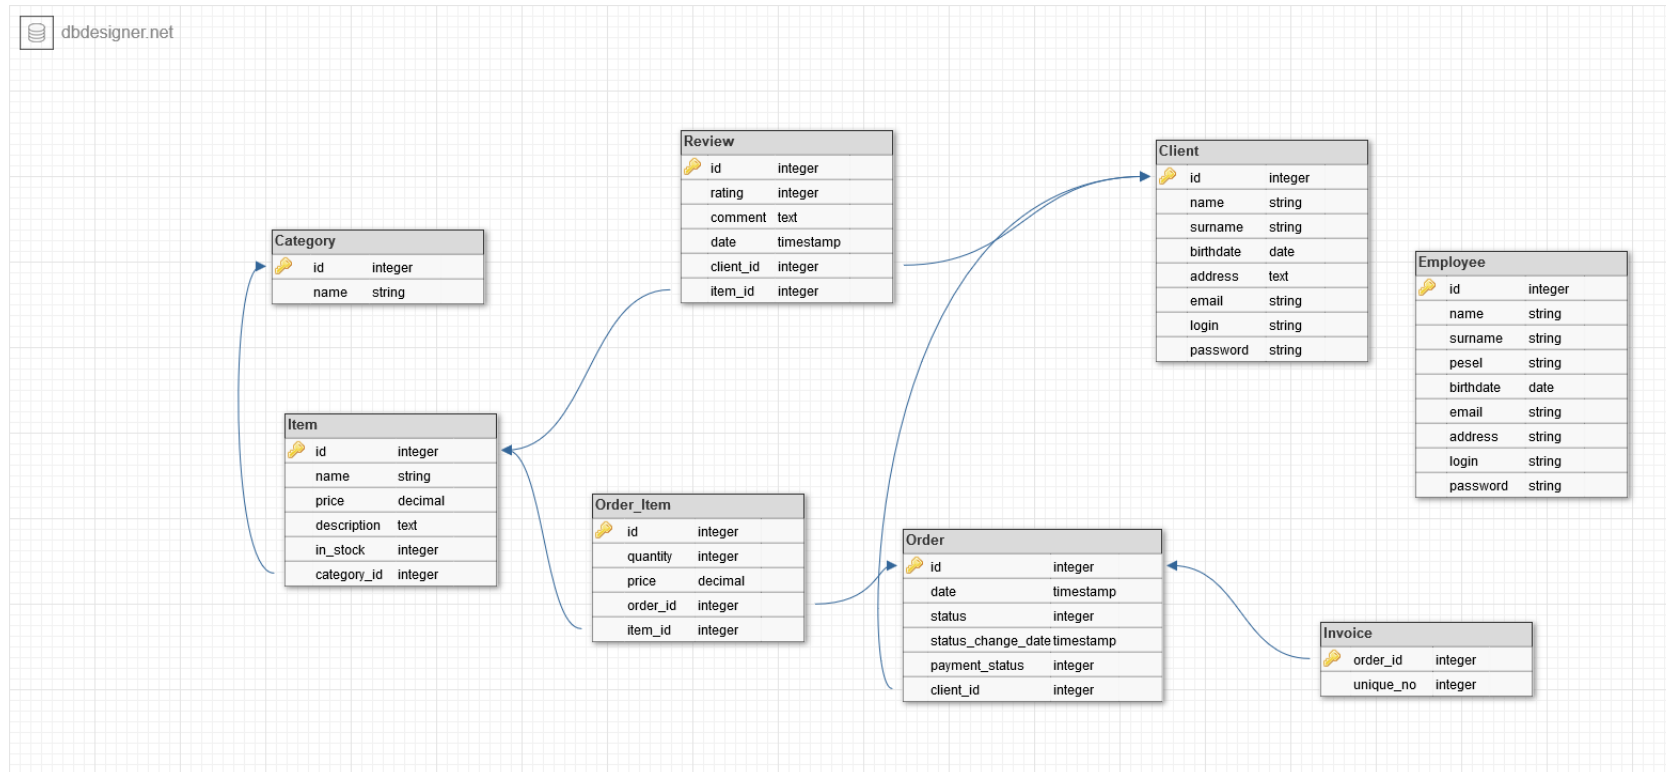 dbdesigner.net
Review
id integer
rating integer
comment text
date timestamp
client_id integer
item_id integer
Client
id integer
name string
surname string
birthdate date
address text
email string
login string
password string
Category
id integer
name string
Employee
id integer
name string
surname string
pesel string
birthdate date
email string
address string
login string
password string
Item
id integer
name string
price decimal
description text
in_stock integer
category_id integer
Order_Item
id integer
quantity integer
price decimal
order_id integer
item_id integer
Order
id integer
date timestamp
status integer
status_change_date timestamp
payment_status integer
client_id integer
Invoice
order_id integer
unique_no integer